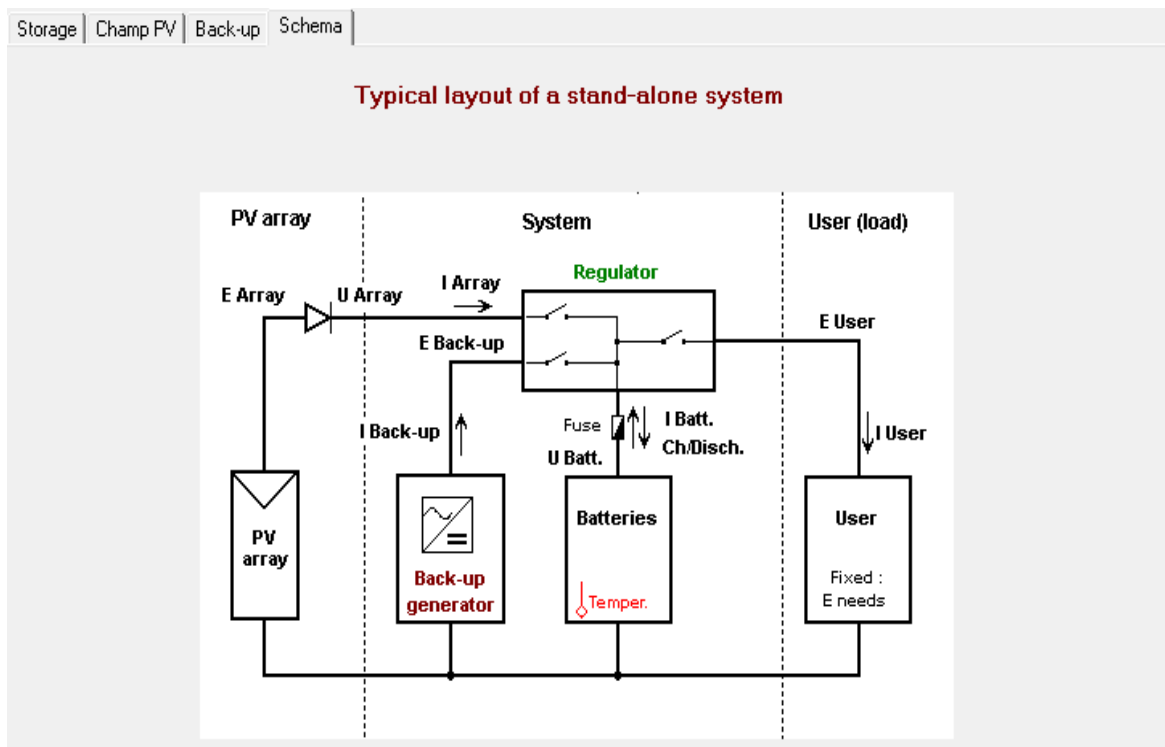 Storage
Champ PV
Back-up
Schema
Typical layout of a stand-alone system
PV array
System
User (load)
Regulator
I Array
E Array
U Array
E User
E Back-up
I Back-up
Fuse
I Batt.
Ch/Disch.
U Batt.
I User
PV
array
Back-up
generator
Batteries
Temper.
User
Fixed :
E needs